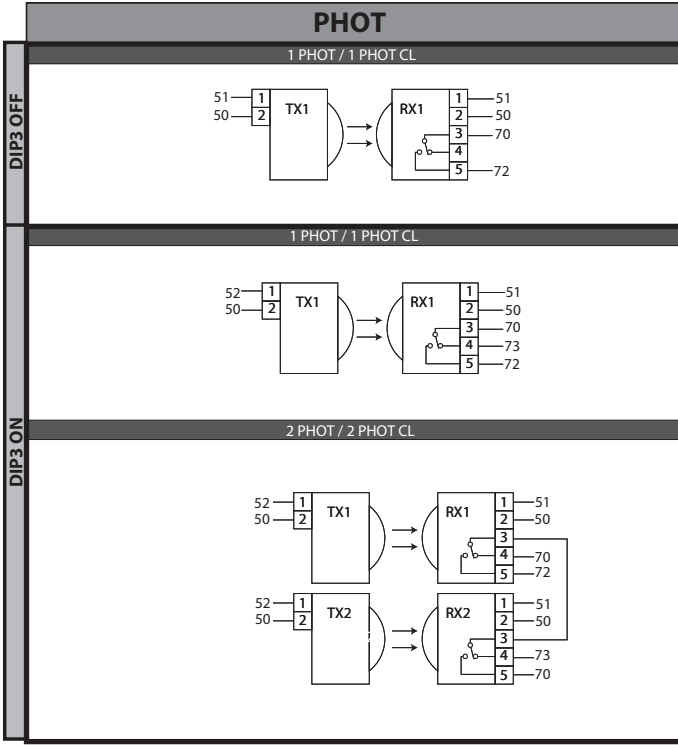 PHOT
DIP3 OFF
1 PHOT / 1 PHOT CL
51 1 TX1 RX1 1 51
50 2 2 50
3 70
4
5 72
DIP3 ON
1 PHOT / 1 PHOT CL
52 1 TX1 RX1 1 51
50 2 2 50
3 70
4 73
5 72
2 PHOT / 2 PHOT CL
52 1 TX1 RX1 1 51
50 2 2 50
3
4 70
5 72
52 1 TX2 RX2 1 51
50 2 2 50
3
4 73
5 70